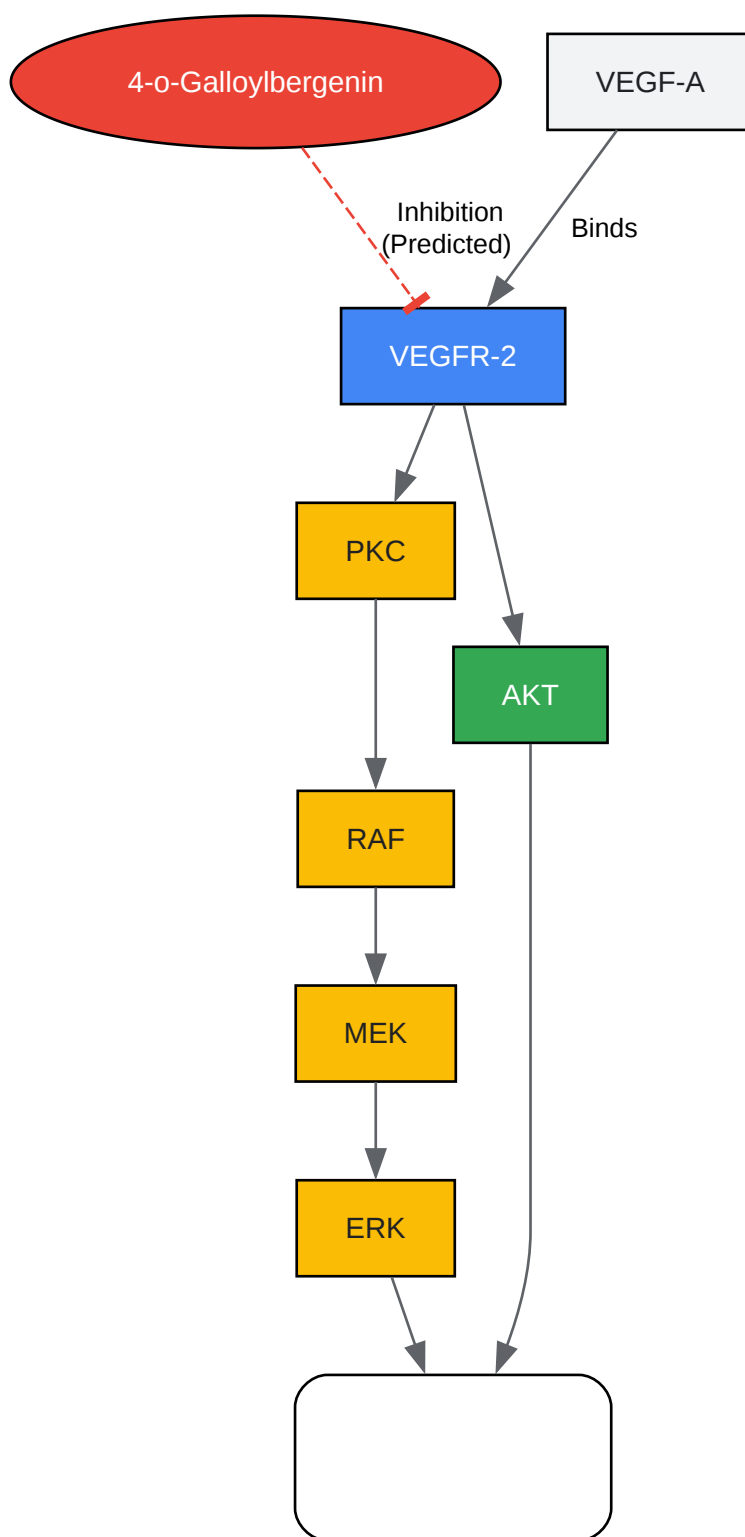 4-o-Galloylbergenin
VEGF-A
Inhibition
(Predicted)
Binds
VEGFR-2
PKC
AKT
RAF
MEK
ERK